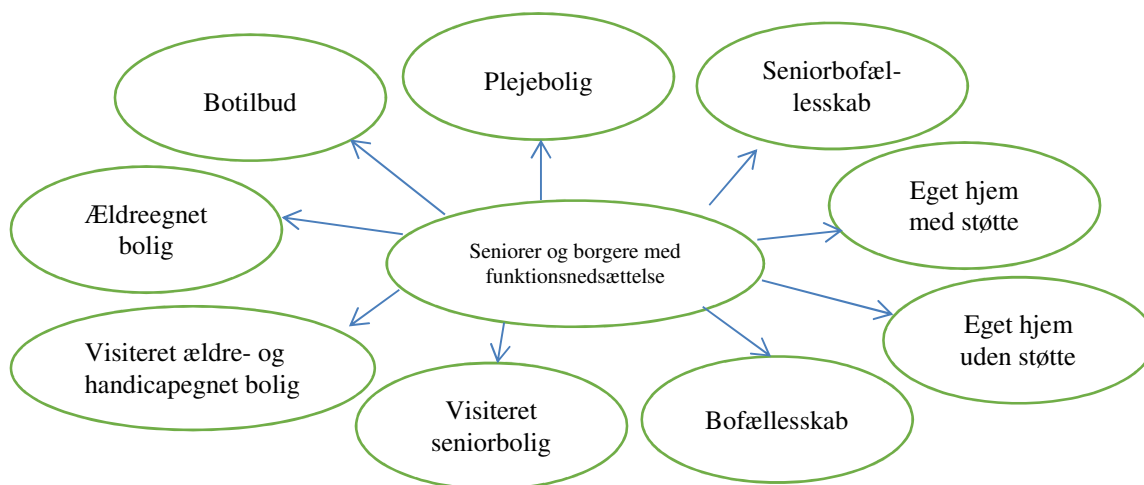 Botilbud
Plejebolig
Seniorbofæl-
lesskab
Ældreegnet
bolig
Eget hjem
med støtte
Seniorer og borgere med
funktionsnedsættelse
Visiteret ældre- og
handicapegnet bolig
Eget hjem
uden støtte
Visiteret
seniorbolig
Bofællesskab